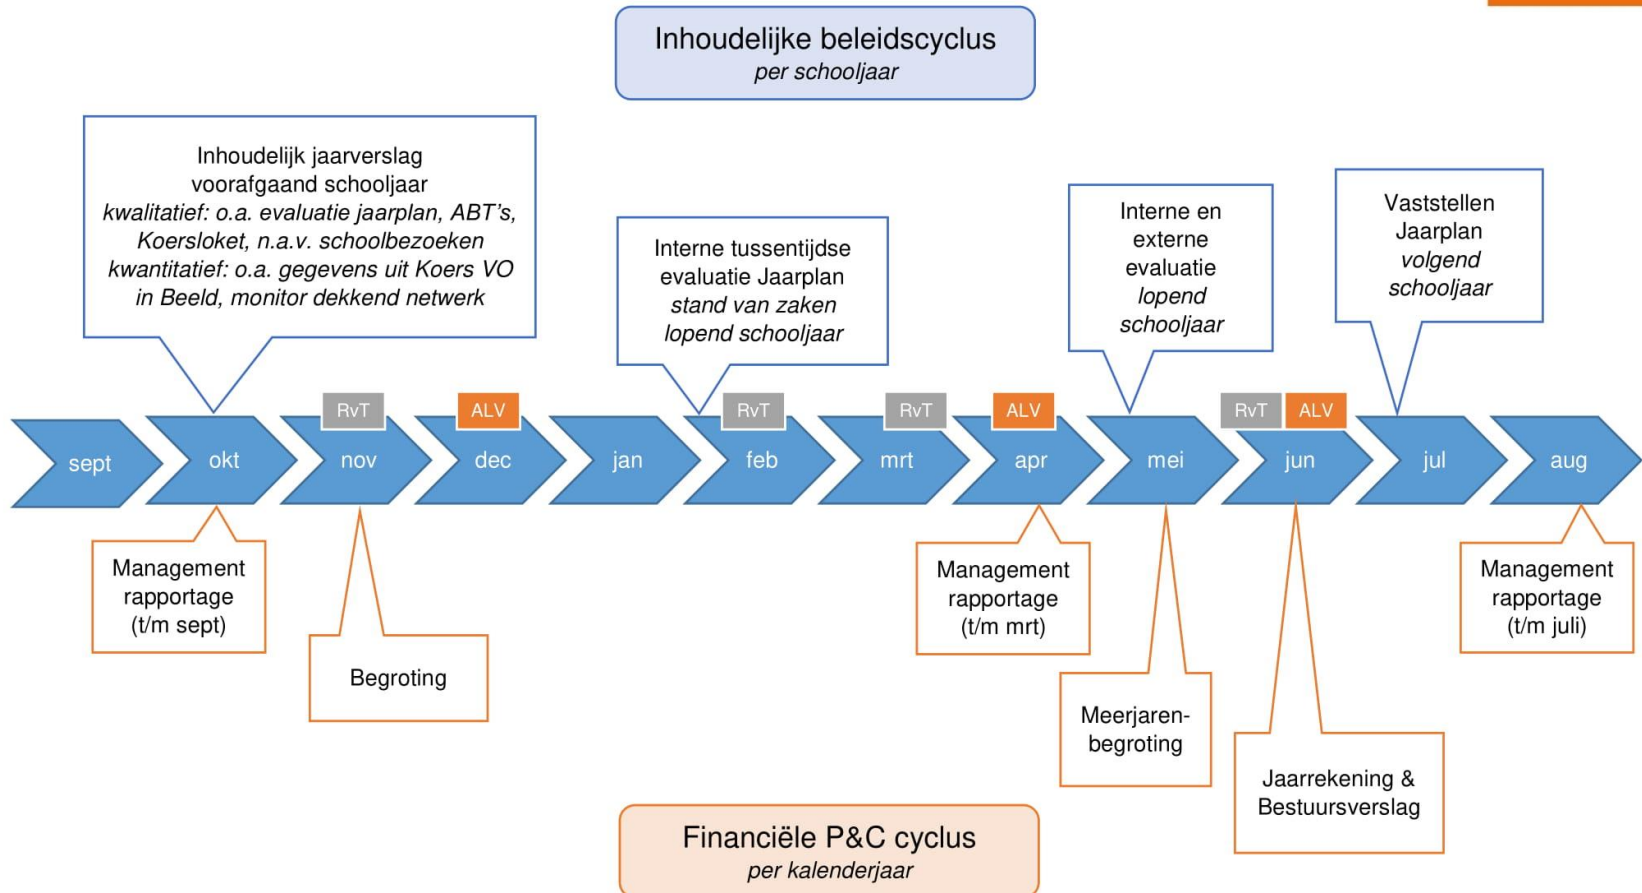 Inhoudelijke beleidscyclus
per schooljaar
Inhoudelijk jaarverslag
voorafgaand schooljaar
kwalitatief: o.a. evaluatie jaarplan, ABT's,
Koersloket, n.a.v. schoolbezoeken
kwantitatief: o.a. gegevens uit Koers VO
in Beeld, monitor dekkend netwerk
Interne tussentijdse
evaluatie Jaarplan
stand van zaken
lopend schooljaar
Interne en
externe
evaluatie
lopend
schooljaar
Vaststellen
Jaarplan
volgend
schooljaar
RvT
ALV
RvT
RvT
ALV
RvT
ALV
sept
okt
nov
dec
jan
feb
mrt
apr
mei
jun
jul
aug
Management
rapportage
(t/m sept)
Begroting
Management
rapportage
(t/m mrt)
Meerjaren-
begroting
Jaarrekening &
Bestuursverslag
Management
rapportage
(t/m juli)
Financiële P&C cyclus
per kalenderjaar